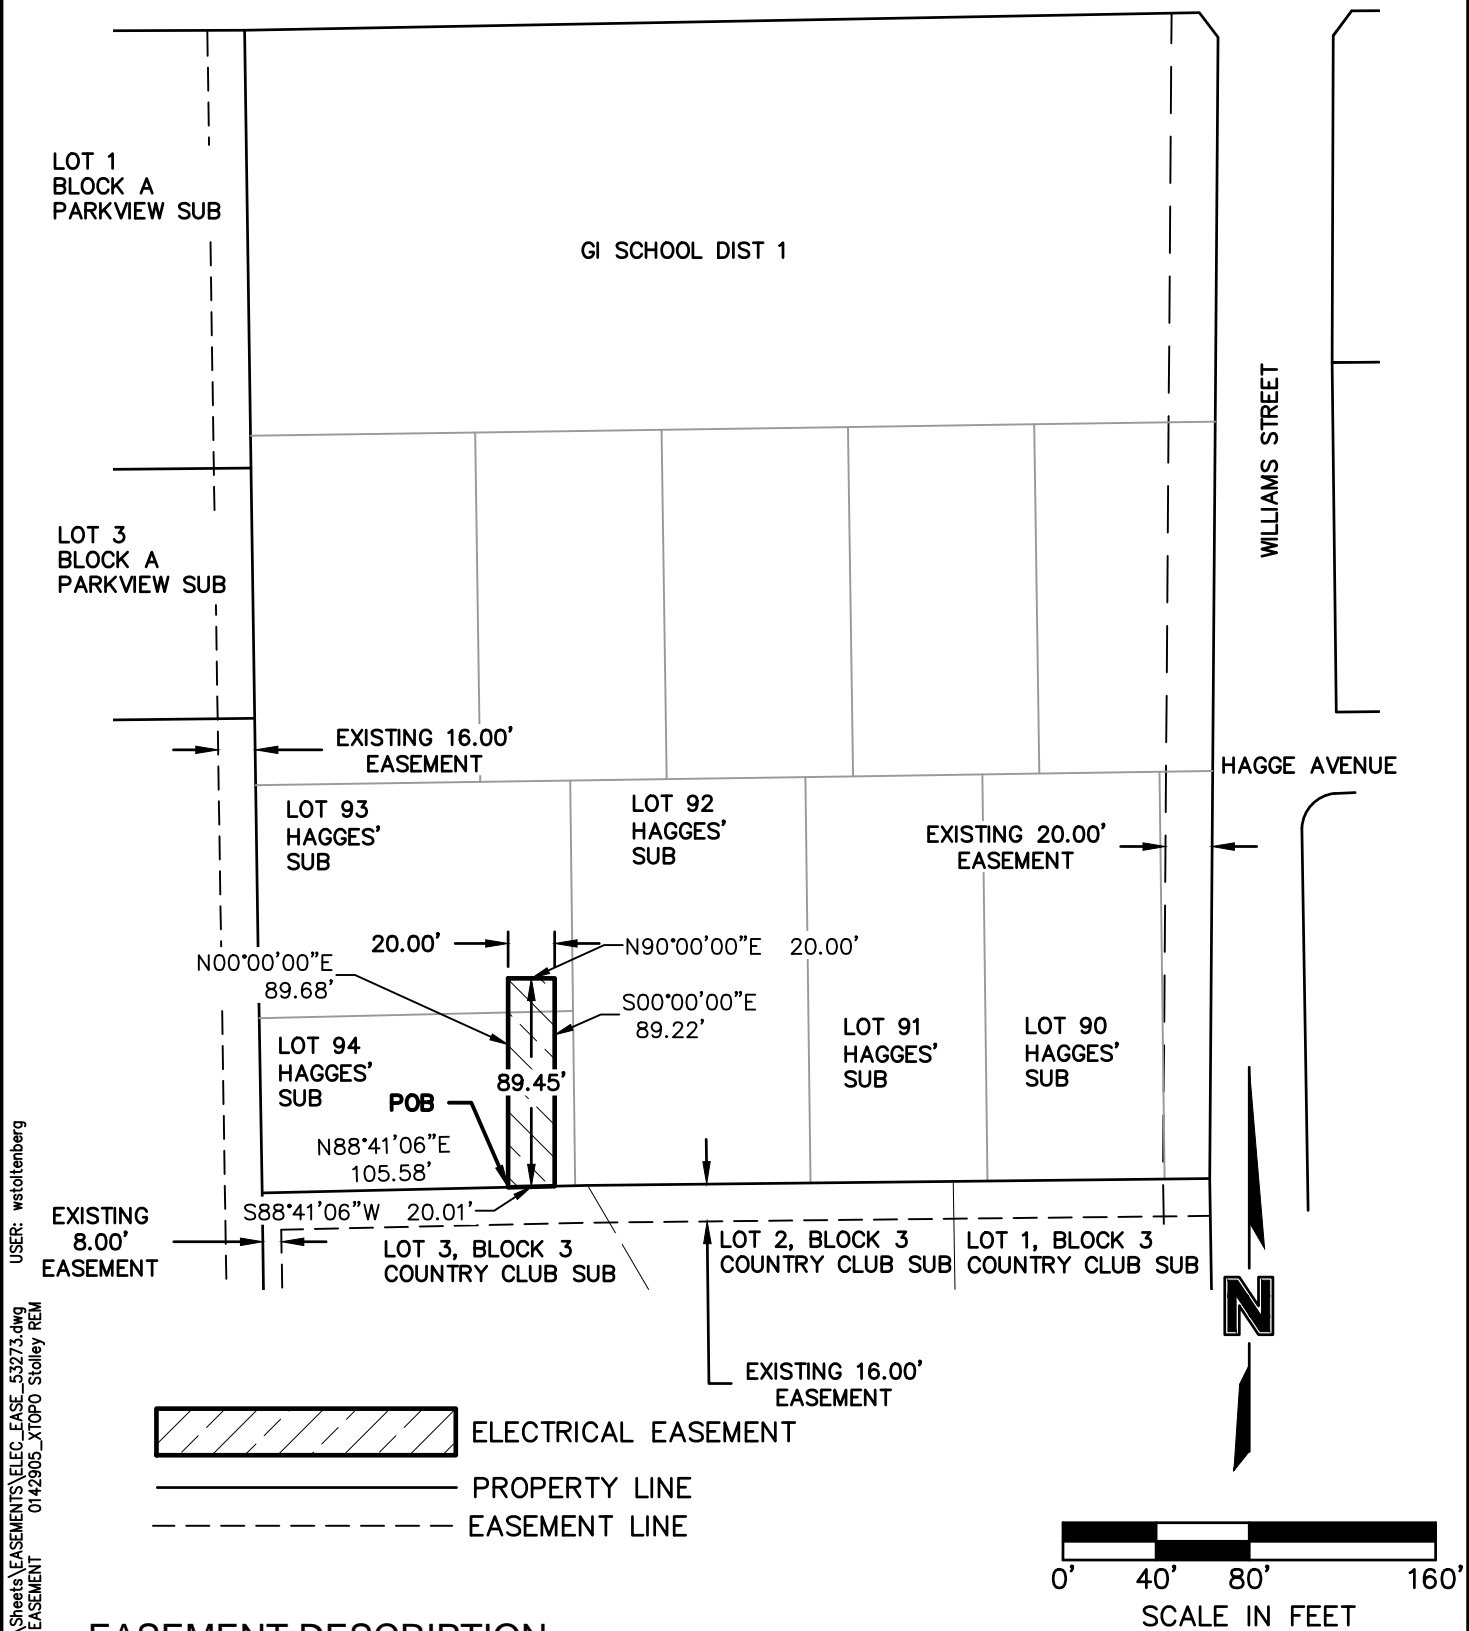 LOT 1
BLOCK A
PARKVIEW SUB
GI SCHOOL DIST 1
WILLIAMS STREET
LOT 3
BLOCK A
PARKVIEW SUB
EXISTING 16.00'
EASEMENT
HAGGE AVENUE
LOT 93
HAGGES'
SUB
LOT 92
HAGGES'
SUB
EXISTING 20.00'
EASEMENT
20.00'
N90°00'00"E 20.00'
N00°00'00"E
89.68'
S00°00'00"E
89.22'
LOT 91
HAGGES'
SUB
LOT 90
HAGGES'
SUB
LOT 94
HAGGES'
SUB
89.45'
POB
N88°41'06"E
105.58'
S88°41'06"W 20.01'
EXISTING
8.00'
EASEMENT
LOT 3, BLOCK 3
COUNTRY CLUB SUB
LOT 2, BLOCK 3
COUNTRY CLUB SUB
LOT 1, BLOCK 3
COUNTRY CLUB SUB
N
EXISTING 16.00'
EASEMENT
ELECTRICAL EASEMENT
PROPERTY LINE
EASEMENT LINE
0' 40' 80' 160'
SCALE IN FEET
USER: wstoltenberg
\Sheets\EASEMENTS\ELEC_EASE_53273.dwg
EASEMENT 0142905_XTOPO Stolley REM
EASEMENT DESCRIPTION